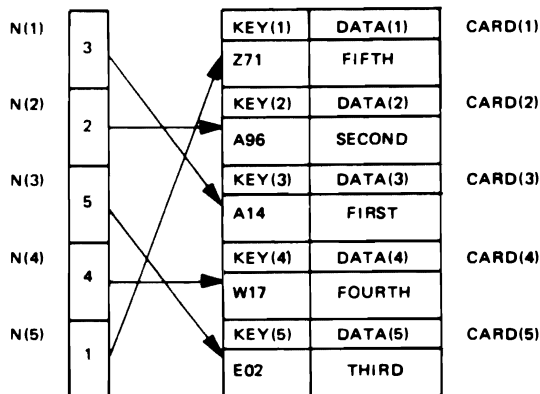 N(1) KEY(1) DATA(1) CARD(1)
3 Z71 FIFTH
N(2) KEY(2) DATA(2) CARD(2)
2 A96 SECOND
N(3) KEY(3) DATA(3) CARD(3)
5 A14 FIRST
N(4) KEY(4) DATA(4) CARD(4)
4 W17 FOURTH
N(5) KEY(5) DATA(5) CARD(5)
1 E02 THIRD